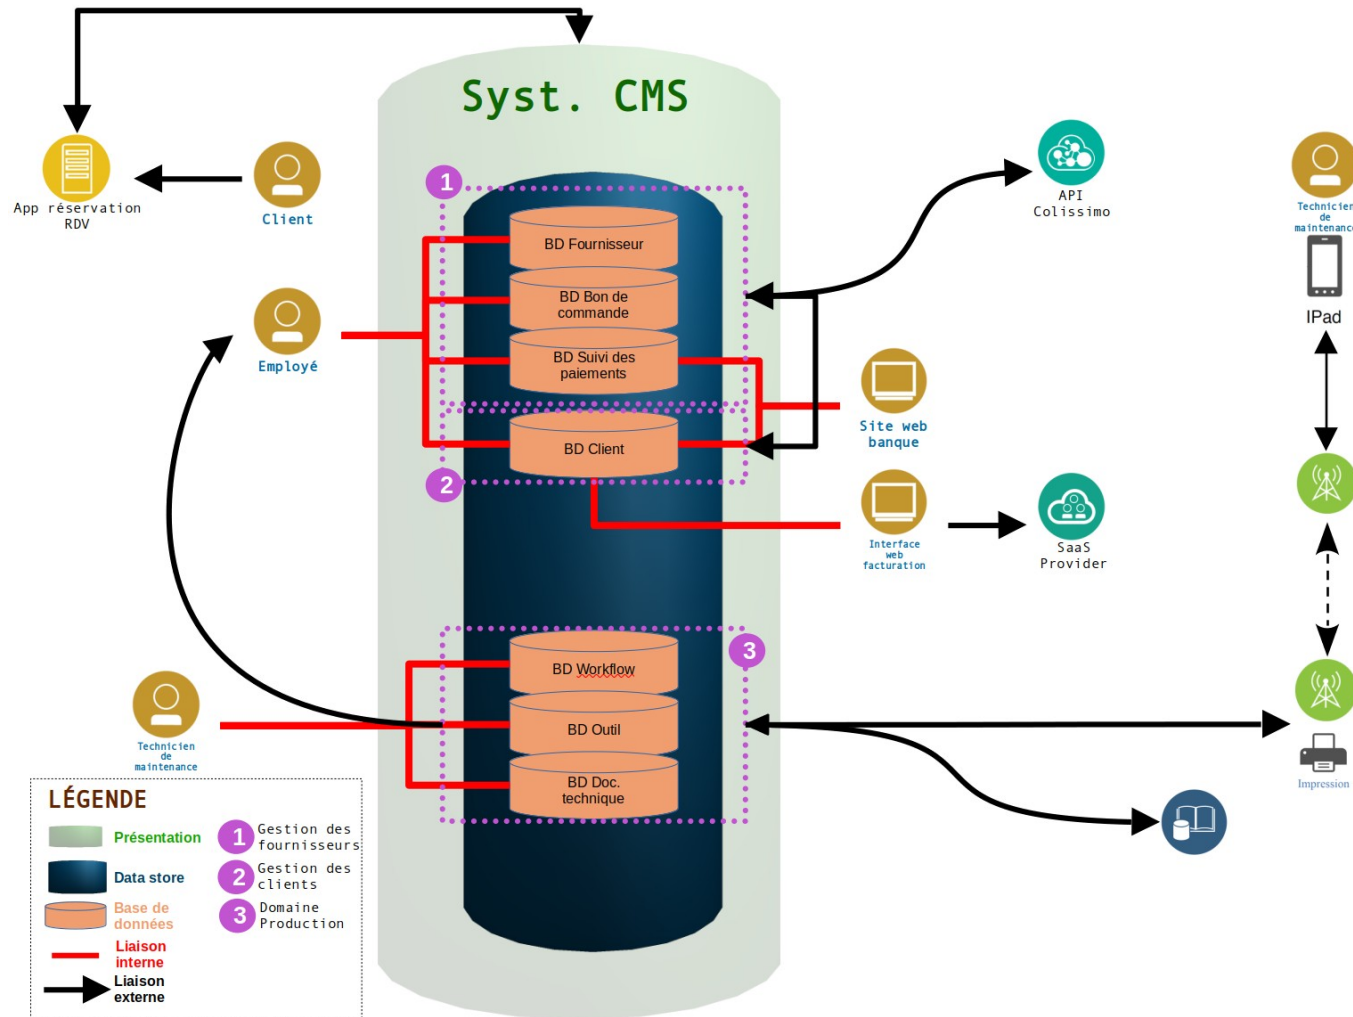 Syst. CMS
App réservation
RDV
Client
1
BD Fournisseur
BD Bon de
commande
BD Suivi des
paiements
BD Client
2
Employé
API
Colissimo
Technicien
de
maintenance
IPad
Site web
banque
Interface
web
facturation
SaaS
Provider
3
BD Workflow
BD Outil
BD Doc.
technique
Technicien
de
maintenance
Impression
LÉGENDE
Présentation
Data store
Base de
données
Liaison
interne
Liaison
externe
1 Gestion des
fournisseurs
2 Gestion des
clients
3 Domaine
Production